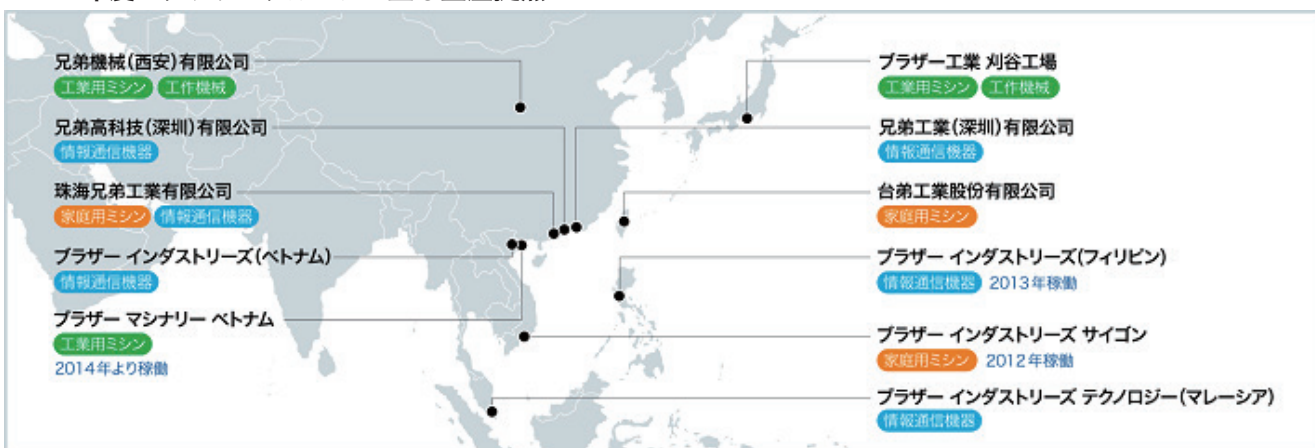 兄弟機械(西安)有限公司
工業用ミシン 工作機械
兄弟高科技(深圳)有限公司
情報通信機器
珠海兄弟工業有限公司
家庭用ミシン 情報通信機器
ブラザー インダストリーズ(ベトナム)
情報通信機器
ブラザー マシナリー ベトナム
工業用ミシン
2014年より稼働
ブラザー工業 刈谷工場
工業用ミシン 工作機械
兄弟工業(深圳)有限公司
情報通信機器
台弟工業股份有限公司
家庭用ミシン
ブラザー インダストリーズ(フィリピン)
情報通信機器 2013年稼働
ブラザー インダストリーズ サイゴン
家庭用ミシン 2012年稼働
ブラザー インダストリーズ テクノロジー(マレーシア)
情報通信機器